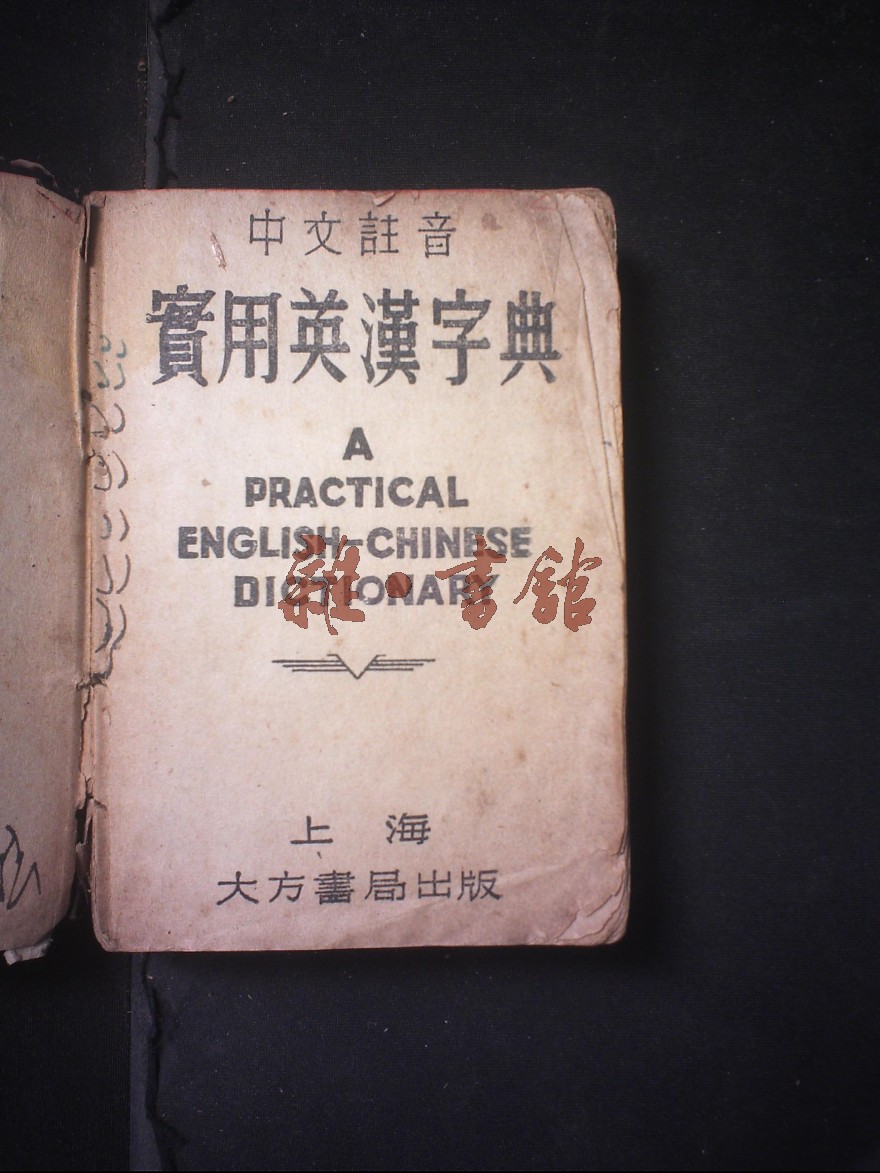 中文註音
實用英漢字典
A
PRACTICAL
ENGLISH-CHINESE
DICTIONARY
雜·書館
上海
大方書局出版